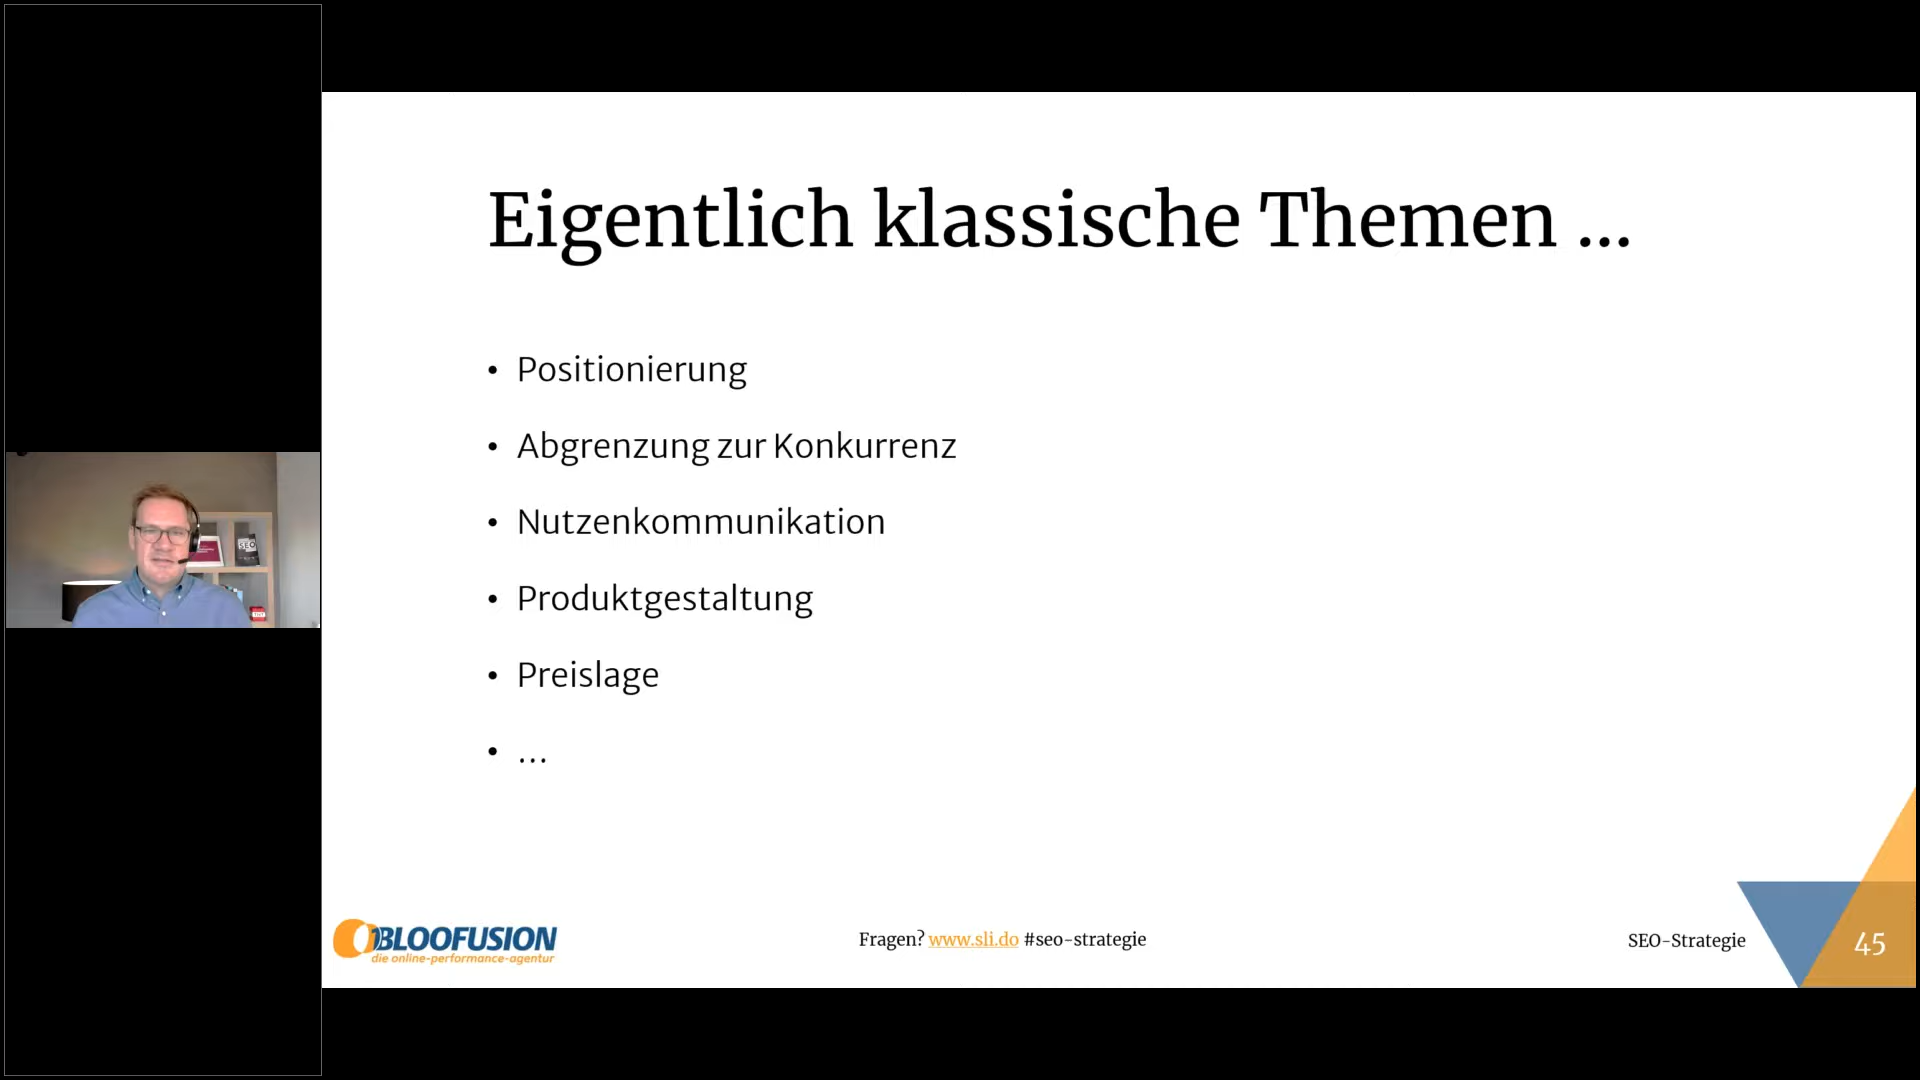 Eigentlich klassische Themen ...
• Positionierung
• Abgrenzung zur Konkurrenz
• Nutzenkommunikation
• Produktgestaltung
• Preislage
• ...
BLOOFUSION
die online-performance-agentur
Fragen? www.sli.do #seo-strategie
SEO-Strategie
45
SEO